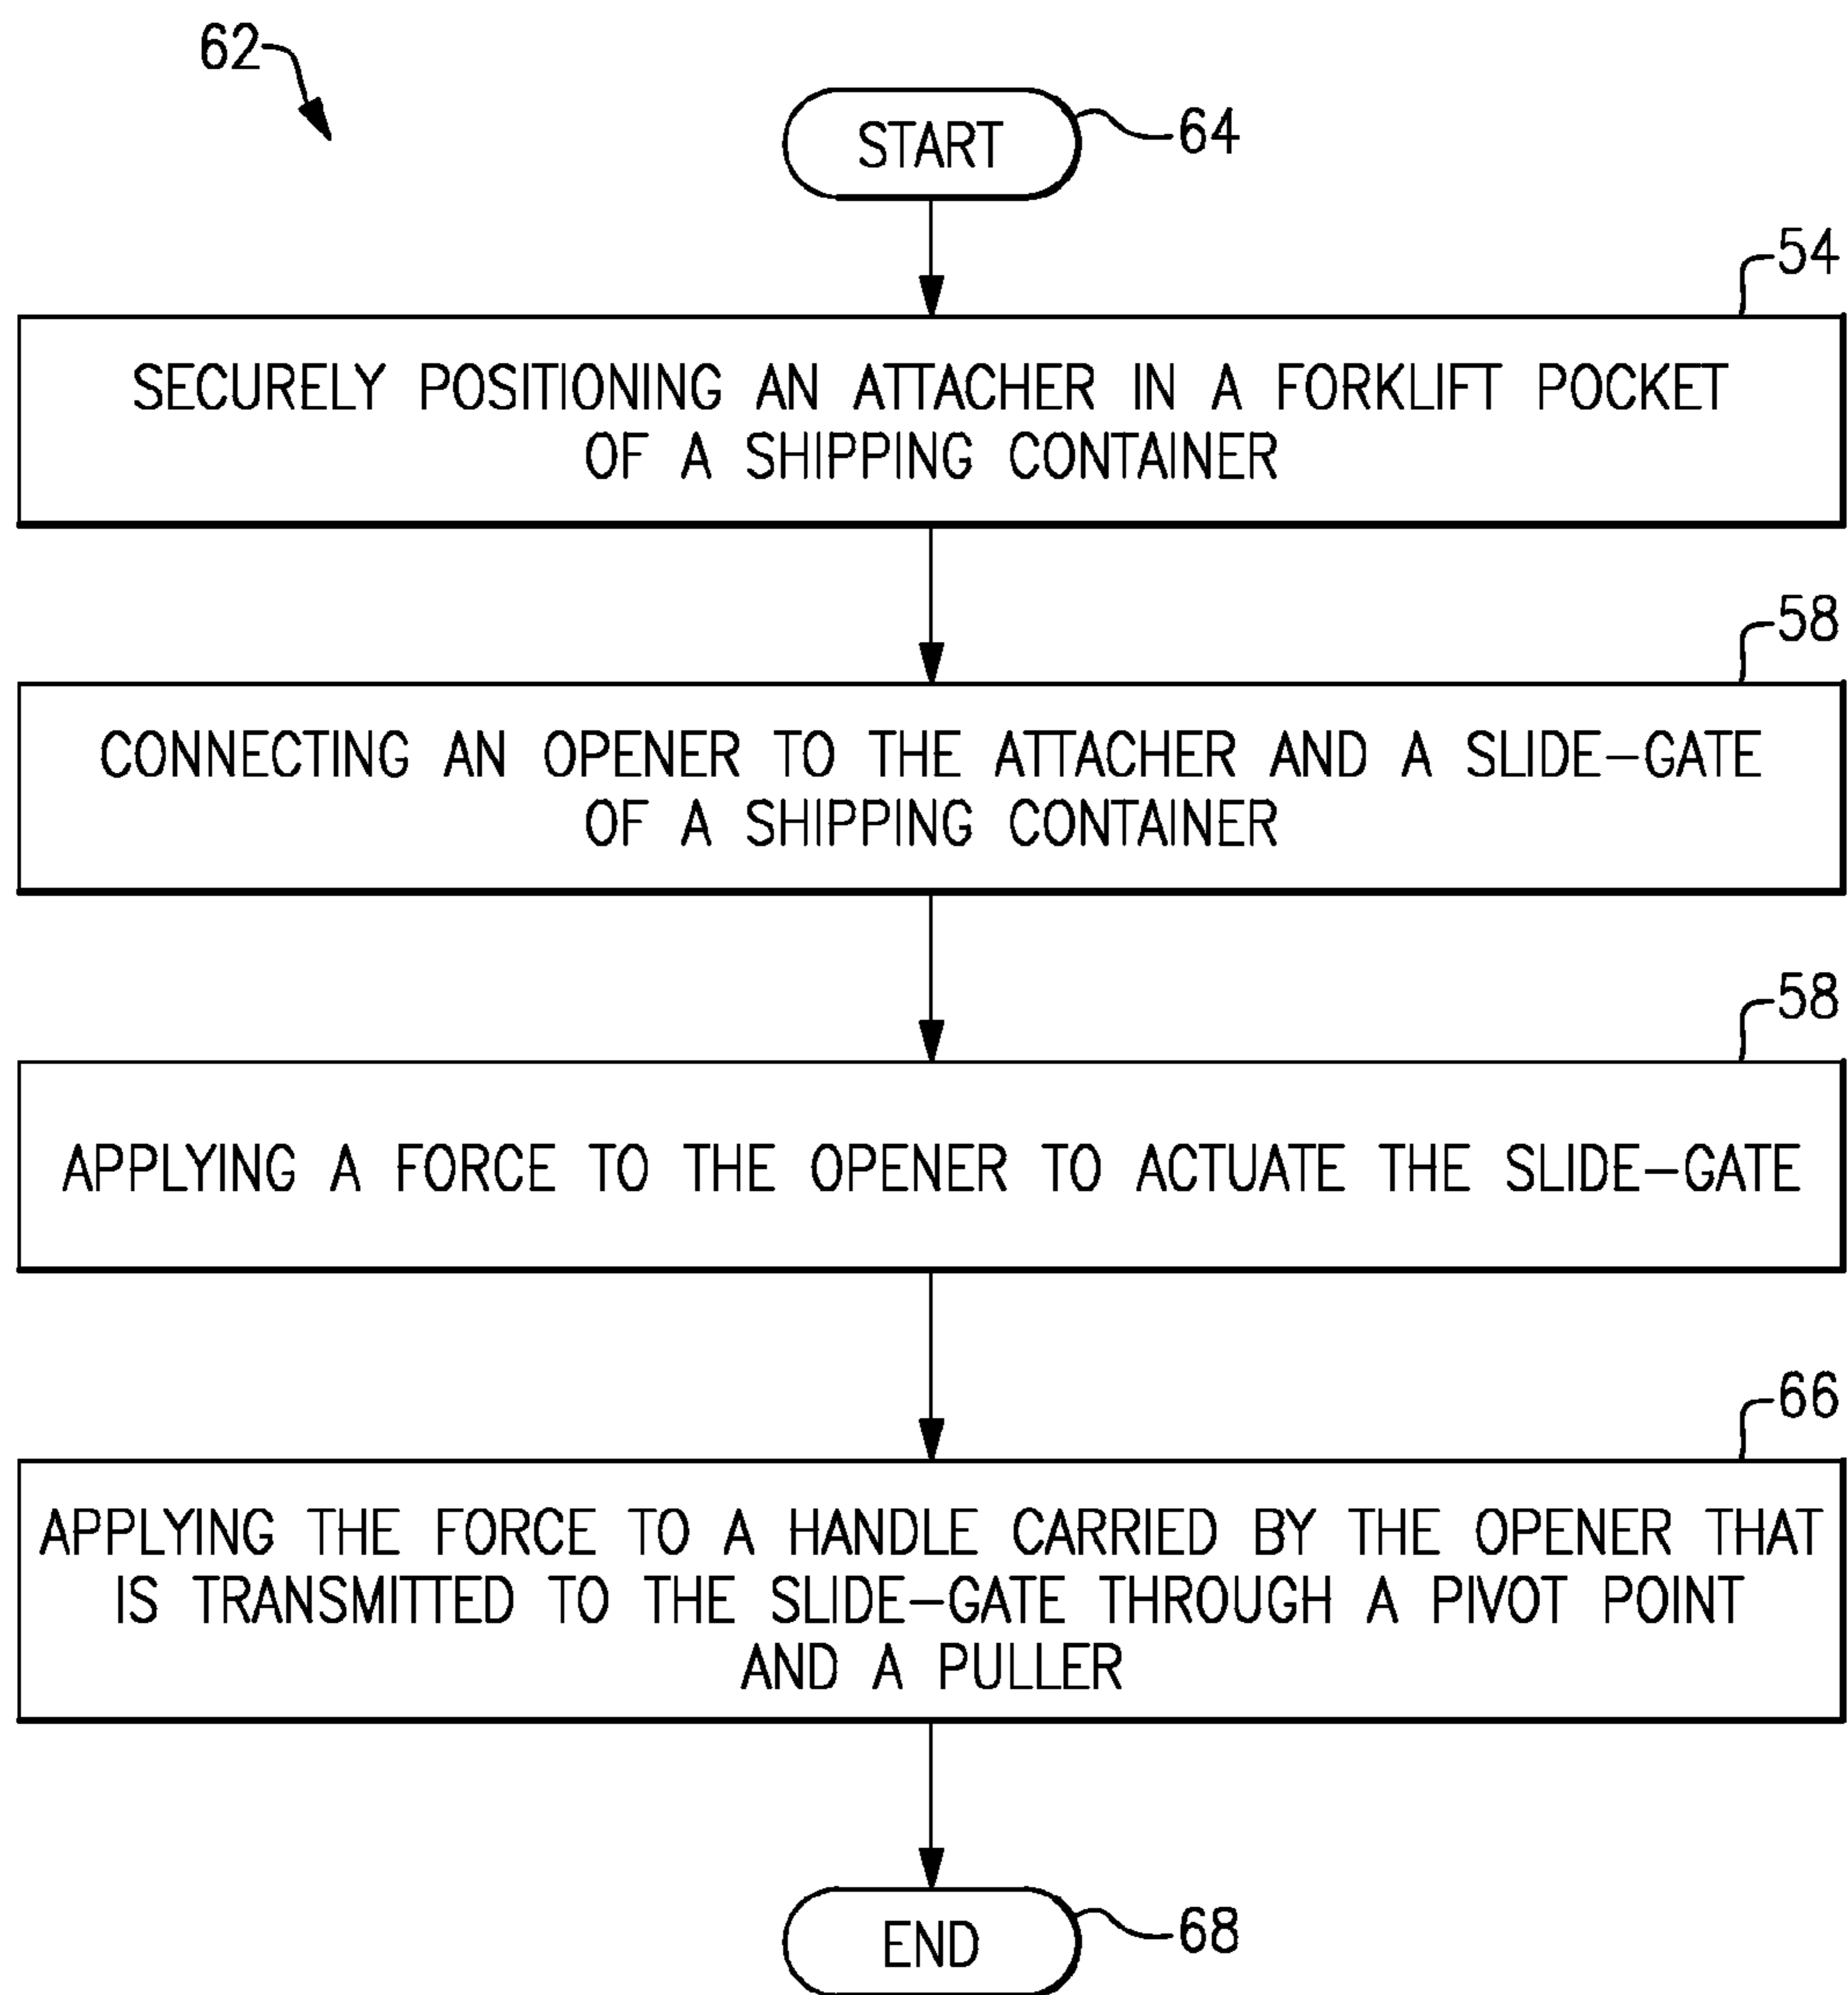 62
START
64
54
SECURELY POSITIONING AN ATTACHER IN A FORKLIFT POCKET
OF A SHIPPING CONTAINER
58
CONNECTING AN OPENER TO THE ATTACHER AND A SLIDE-GATE
OF A SHIPPING CONTAINER
58
APPLYING A FORCE TO THE OPENER TO ACTUATE THE SLIDE-GATE
66
APPLYING THE FORCE TO A HANDLE CARRIED BY THE OPENER THAT
IS TRANSMITTED TO THE SLIDE-GATE THROUGH A PIVOT POINT
AND A PULLER
END
68